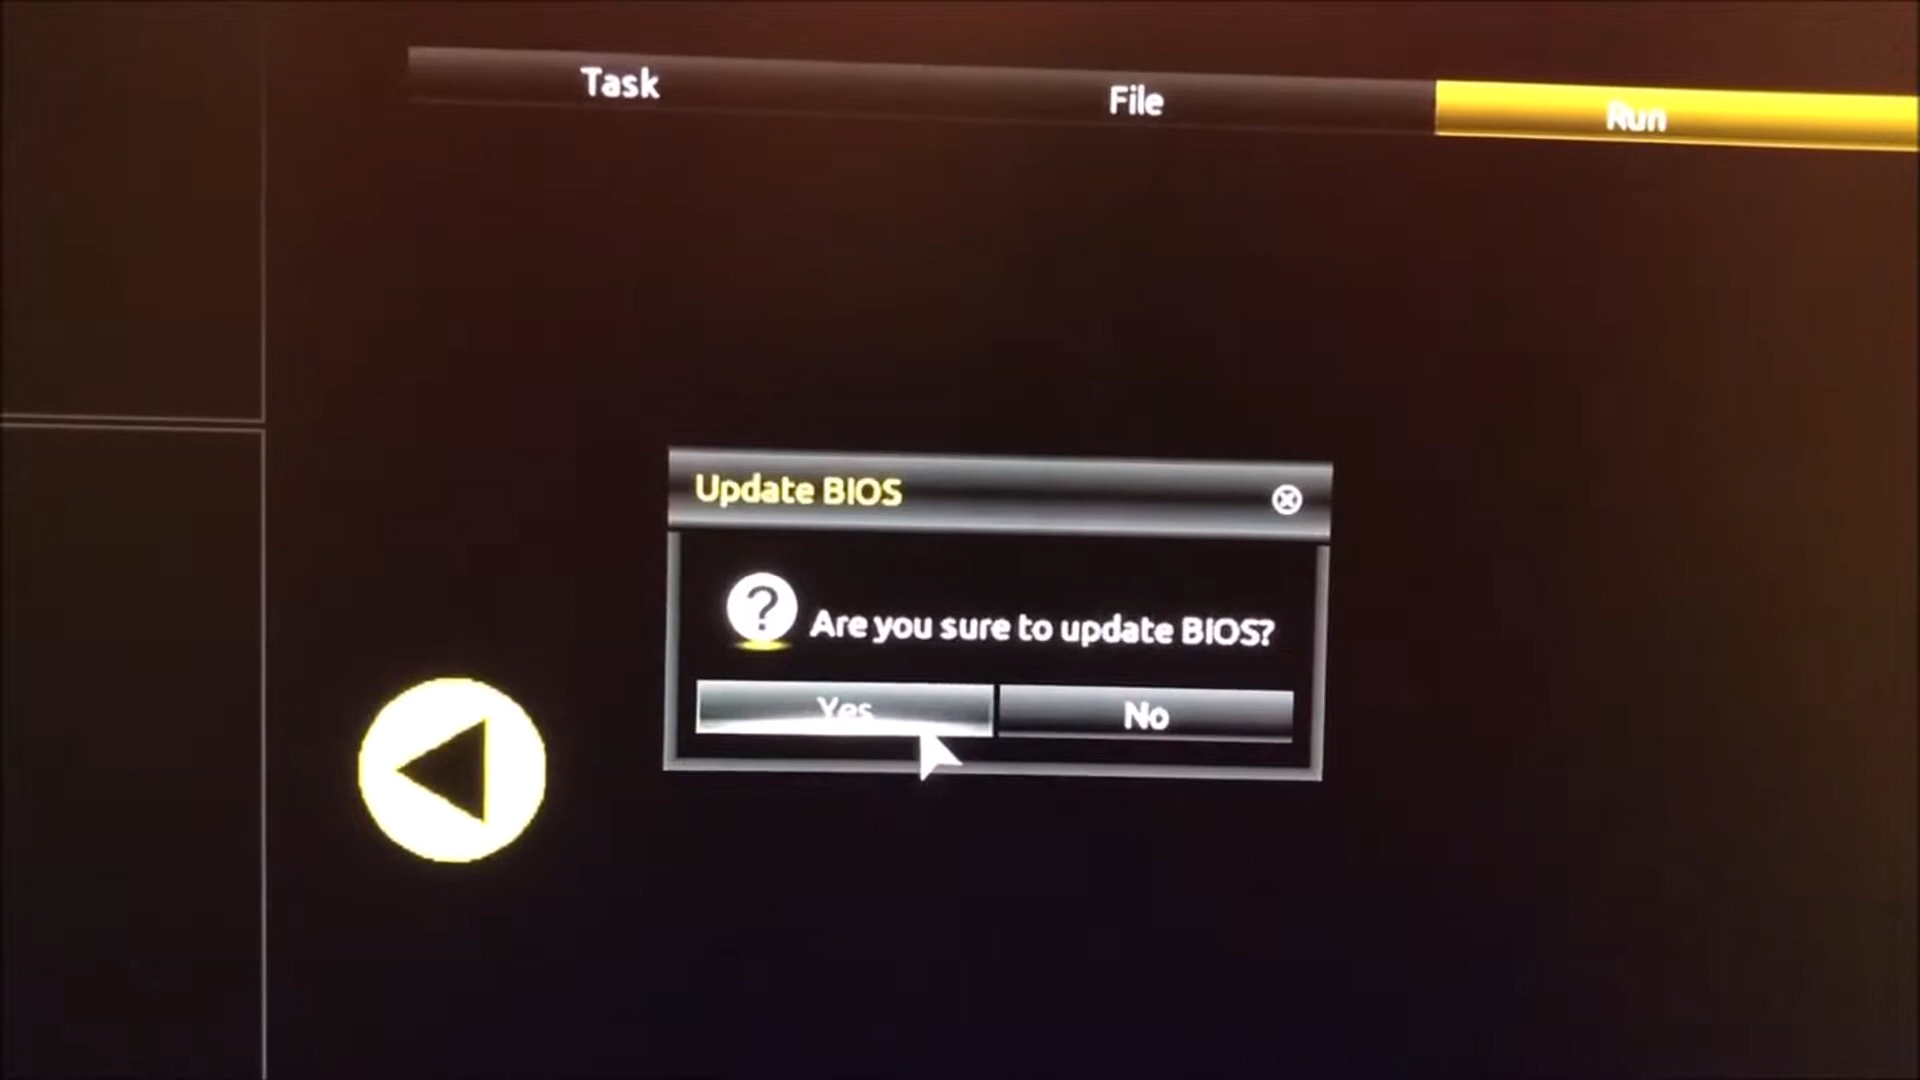 Task
File
Run
Update BIOS
? Are you sure to update BIOS?
Yes
No